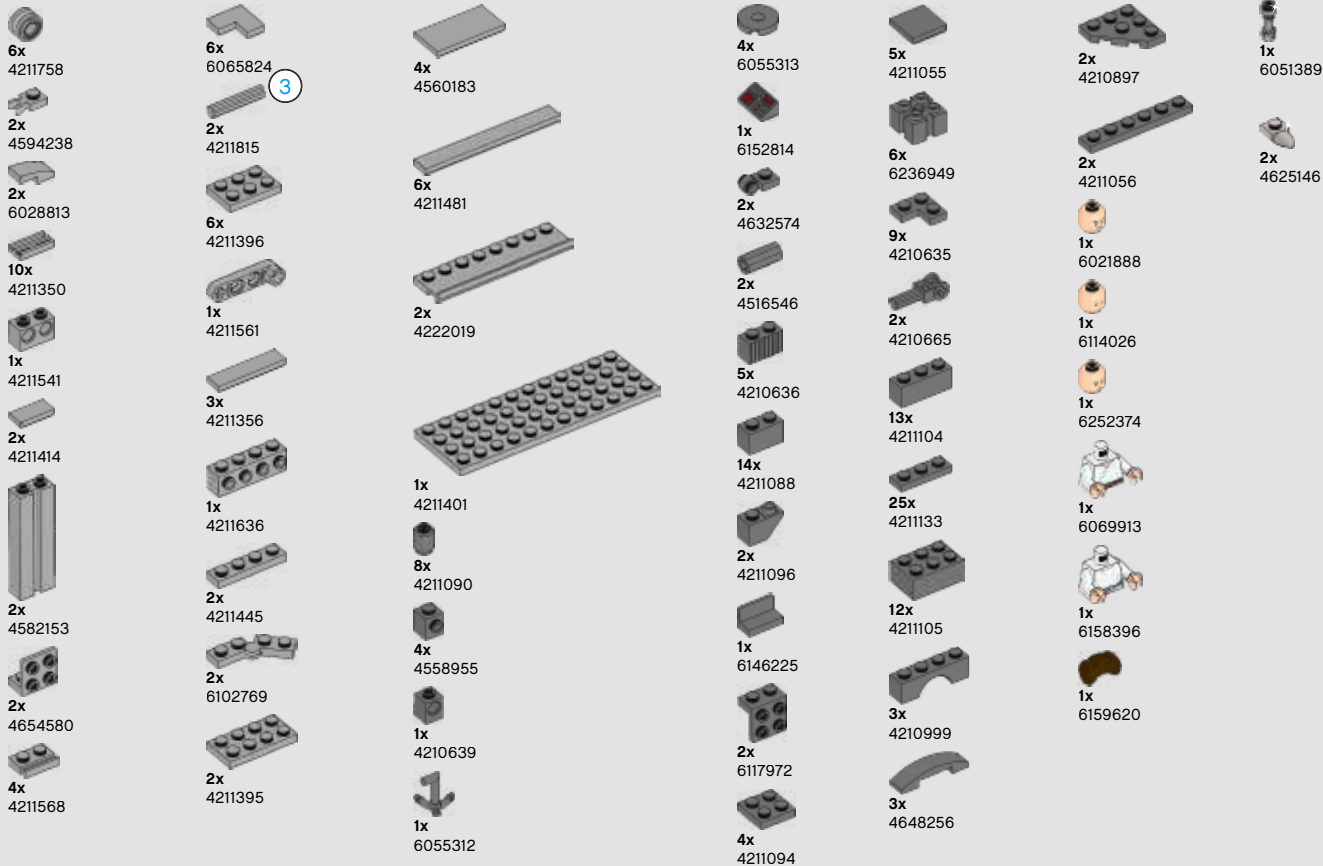 6x
4211758
2x
4594238
2x
6028813
10x
4211350
1x
4211541
2x
4211414
2x
4582153
2x
4654580
4x
4211568
6x
6065824
3
2x
4211815
6x
4211396
1x
4211561
3x
4211356
1x
4211636
2x
4211445
2x
6102769
2x
4211395
4x
4560183
6x
4211481
2x
4222019
1x
4211401
8x
4211090
4x
4558955
1x
4210639
1x
6055312
4x
6055313
1x
6152814
2x
4632574
2x
4516546
5x
4210636
14x
4211088
2x
4211096
1x
6146225
2x
6117972
4x
4211094
5x
4211055
6x
6236949
9x
4210635
2x
4210665
13x
4211104
25x
4211133
12x
4211105
3x
4210999
3x
4648256
2x
4210897
2x
4211056
1x
6021888
1x
6114026
1x
6252374
1x
6069913
1x
6158396
1x
6159620
1x
6051389
2x
4625146